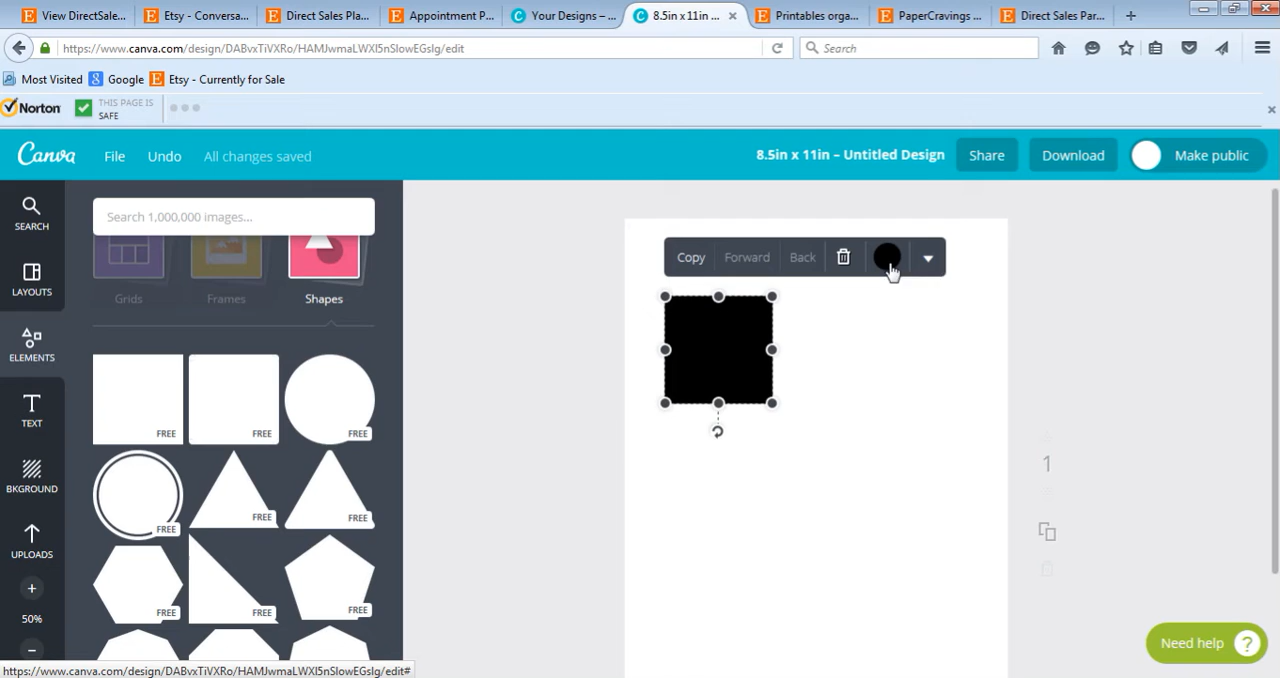 View DirectSale...
Etsy - Conversa...
Direct Sales Pla...
Appointment P...
Your Designs – ...
8.5in x 11in ...
Printables orga...
PaperCravings ...
Direct Sales Par...
https://www.canva.com/design/DABvxTiVXRo/HAMJwmaLWXl5nSlowEGsIg/edit
Search
Most Visited
Google
Etsy - Currently for Sale
Norton
THIS PAGE IS
SAFE
Canva
File
Undo
All changes saved
8.5in x 11in – Untitled Design
Share
Download
Make public
SEARCH
LAYOUTS
ELEMENTS
TEXT
BKGROUND
UPLOADS
50%
Search 1,000,000 images...
Grids
Frames
Shapes
FREE
FREE
FREE
FREE
FREE
FREE
FREE
FREE
FREE
Copy
Forward
Back
1
Need help ?
https://www.canva.com/design/DABvxTiVXRo/HAMJwmaLWXl5nSlowEGsIg/edit#